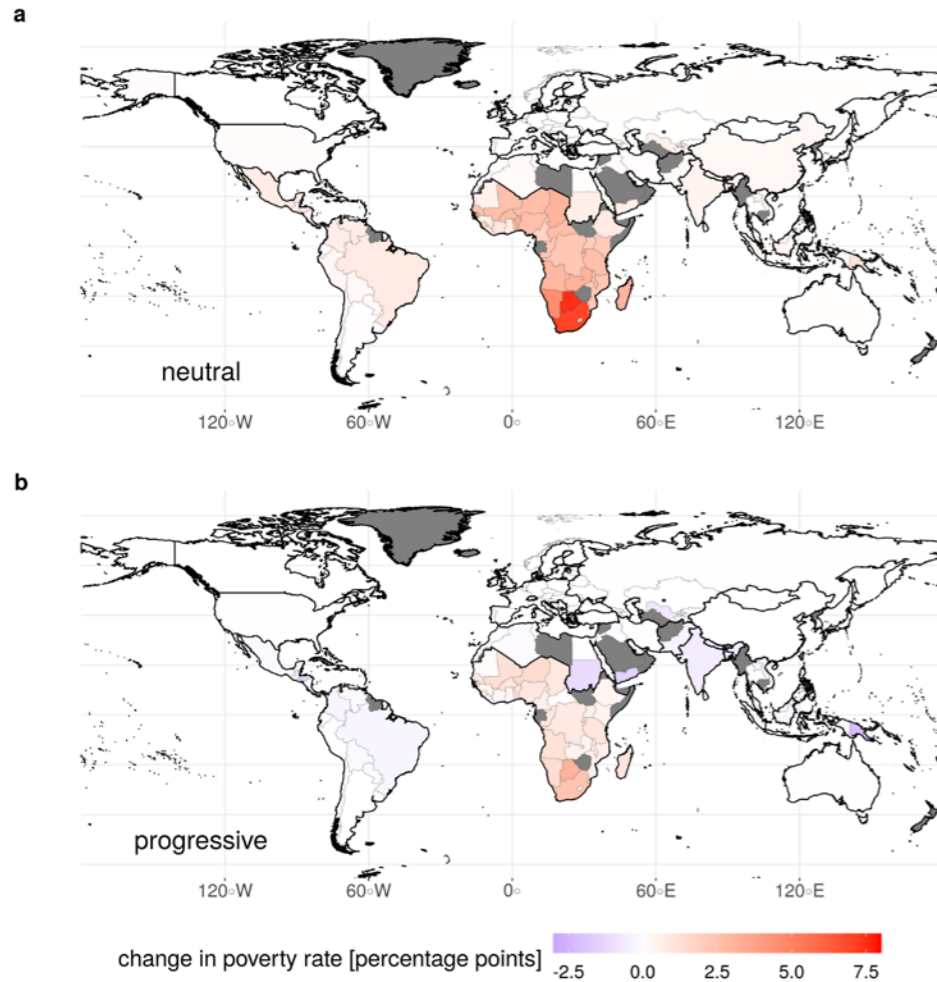 a
neutral
120°W 60°W 0° 60°E 120°E
b
progressive
120°W 60°W 0° 60°E 120°E
change in poverty rate [percentage points]
-2.5 0.0 2.5 5.0 7.5